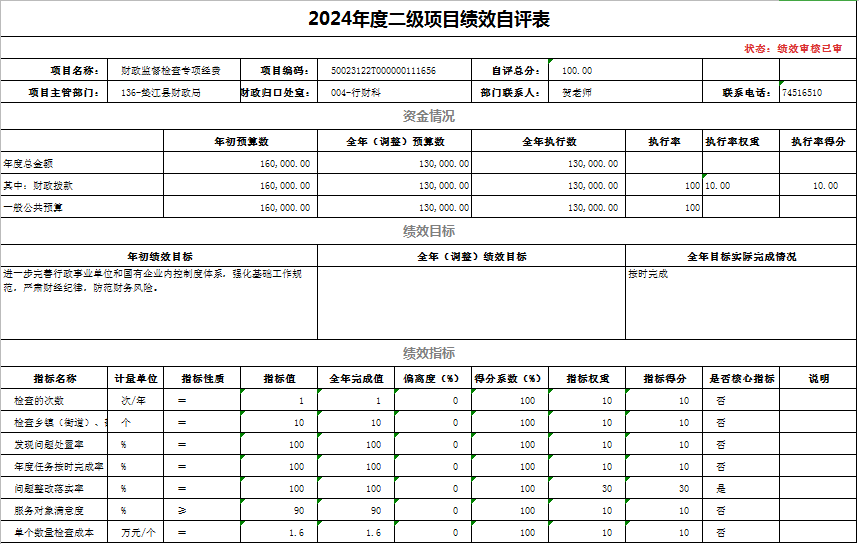 2024年度二级项目绩效自评表
状态：绩效审核已审
项目名称： 财政监督检查专项经费 项目编码： 50023122T000000111656 自评总分： 100.00
项目主管部门： 136-垫江县财政局 财政归口处室： 004-行财科 部门联系人： 贺老师 联系电话： 74516510
资金情况
年初预算数 全年（调整）预算数 全年执行数 执行率 执行率权重 执行率得分
年度总金额 160,000.00 130,000.00 130,000.00
其中：财政拨款 160,000.00 130,000.00 130,000.00 100 10.00 10.00
一般公共预算 160,000.00 130,000.00 130,000.00 100
绩效目标
年初绩效目标 全年（调整）绩效目标 全年目标实际完成情况
进一步完善行政事业单位和国有企业内控制度体系，强化基础工作规 按时完成
范，严肃财经纪律，防范财务风险。
绩效指标
指标名称 计量单位 指标性质 指标值 全年完成值 偏离度（%） 得分系数（%） 指标权重 指标得分 是否核心指标 说明
检查的次数 次/年 ＝ 1 1 0 100 10 10 否
检查乡镇（街道）、 个 ＝ 10 10 0 100 10 10 否
发现问题处置率 % ＝ 100 100 0 100 10 10 否
年度任务按时完成率 % ＝ 100 100 0 100 10 10 否
问题整改落实率 % ＝ 100 100 0 100 30 30 是
服务对象满意度 % ≥ 90 90 0 100 10 10 否
单个数量检查成本 万元/个 ＝ 1.6 1.6 0 100 10 10 否